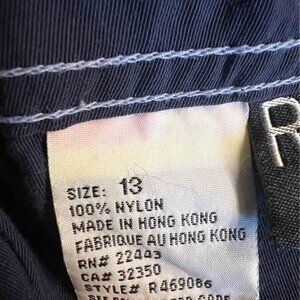 R
SIZE: 13
100% NYLON
MADE IN HONG KONG
FABRIQUE AU HONG KONG
RN# 22443
CA# 32350
STYLE# R469086